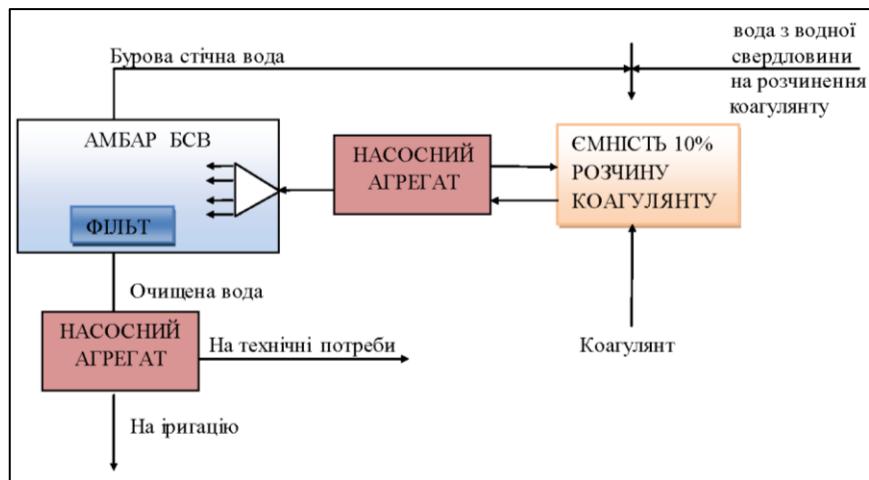 Бурова стічна вода
вода з водної
свердловини
на розчинення
коагулянту
АМБАР БСВ
НАСОСНИЙ
АГРЕГАТ
ЄМНІСТЬ 10%
РОЗЧИНУ
КОАГУЛЯНТУ
ФІЛЬТ
Очищена вода
НАСОСНИЙ
АГРЕГАТ
На технічні потреби
Коагулянт
На іригацію